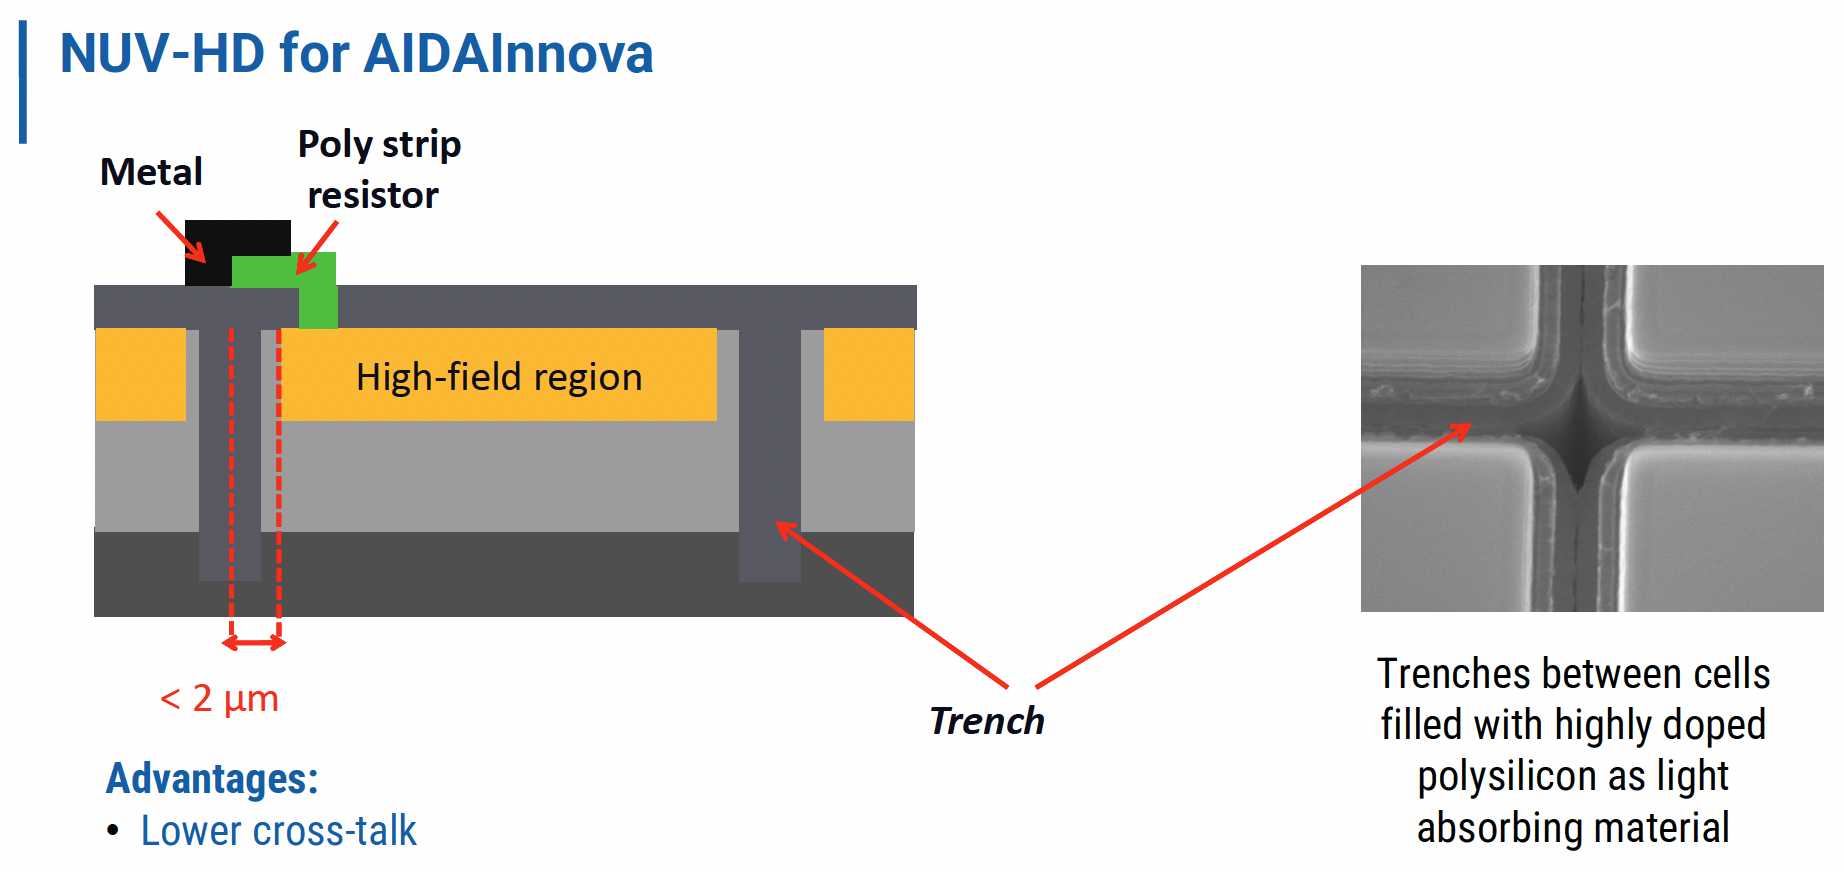 NUV-HD for AIDAInnova
Metal
Poly strip
resistor
High-field region
< 2 µm
Trench
Advantages:
• Lower cross-talk
Trenches between cells
filled with highly doped
polysilicon as light
absorbing material